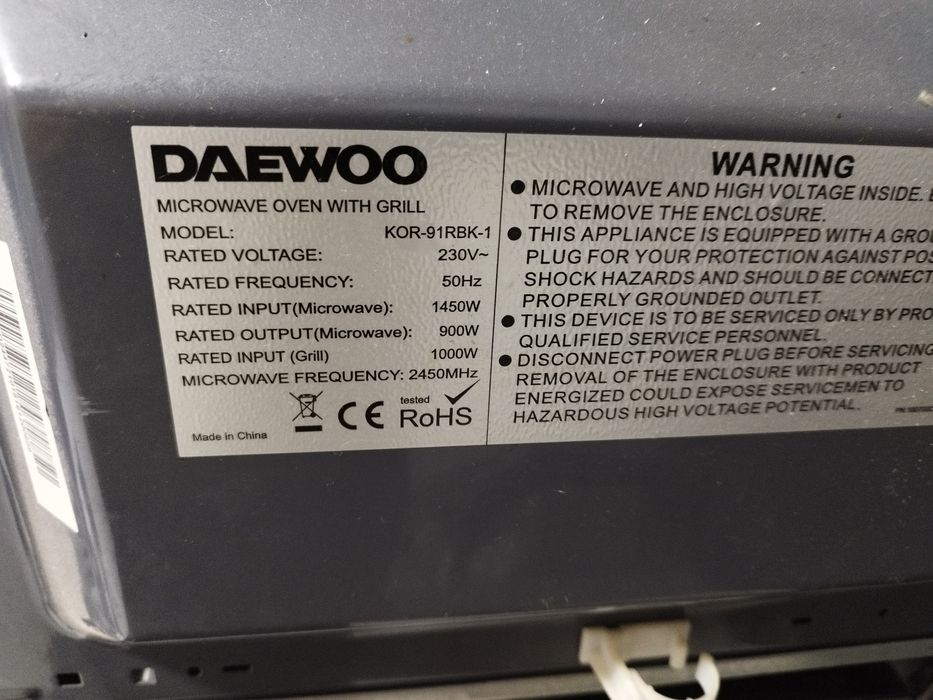 DAEWOO
MICROWAVE OVEN WITH GRILL
MODEL: KOR-91RBK-1
RATED VOLTAGE: 230V~
RATED FREQUENCY: 50Hz
RATED INPUT(Microwave): 1450W
RATED OUTPUT(Microwave): 900W
RATED INPUT (Grill) 1000W
MICROWAVE FREQUENCY: 2450MHz
CE
tested
RoHS
Made in China
WARNING
● MICROWAVE AND HIGH VOLTAGE INSIDE.
TO REMOVE THE ENCLOSURE.
● THIS APPLIANCE IS EQUIPPED WITH A GROU
PLUG FOR YOUR PROTECTION AGAINST POS
SHOCK HAZARDS AND SHOULD BE CONNECT
PROPERLY GROUNDED OUTLET.
● THIS DEVICE IS TO BE SERVICED ONLY BY PRO
QUALIFIED SERVICE PERSONNEL.
● DISCONNECT POWER PLUG BEFORE SERVICING
REMOVAL OF THE ENCLOSURE WITH PRODUCT
ENERGIZED COULD EXPOSE SERVICEMEN TO
HAZARDOUS HIGH VOLTAGE POTENTIAL.